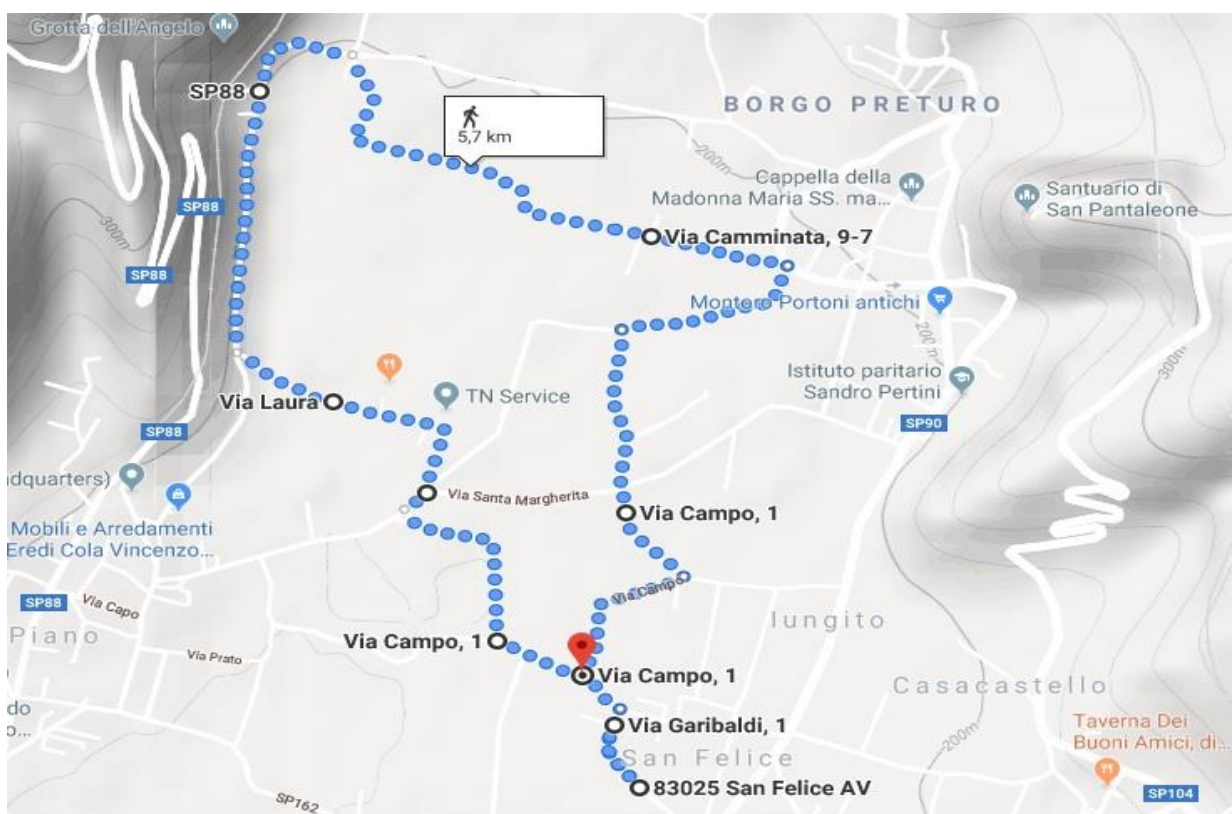 Grotta dell'Angelo
SP88
5,7 km
BORGO PRETURO
Cappella della
Madonna Maria SS. ma...
Santuario di
San Pantaleone
SP88
200m
Via Camminata, 9-7
300m
SP88
Montoro Portoni antichi
200m
300m
Istituto paritario
Sandro Pertini
TN Service
Via Laura
SP90
SP88
adquarters)
Via Santa Margherita
Via Campo, 1
Mobili e Arredamenti
Eredi Cola Vincenzo...
Via Campo
SP88
Via Capo
Iungito
Piano
Via Campo, 1
Via Prato
Via Campo, 1
Casacastello
do
o...
Via Garibaldi, 1
Taverna Dei
Buoni Amici, di...
200m
San Felice
83025 San Felice AV
SP162
SP104